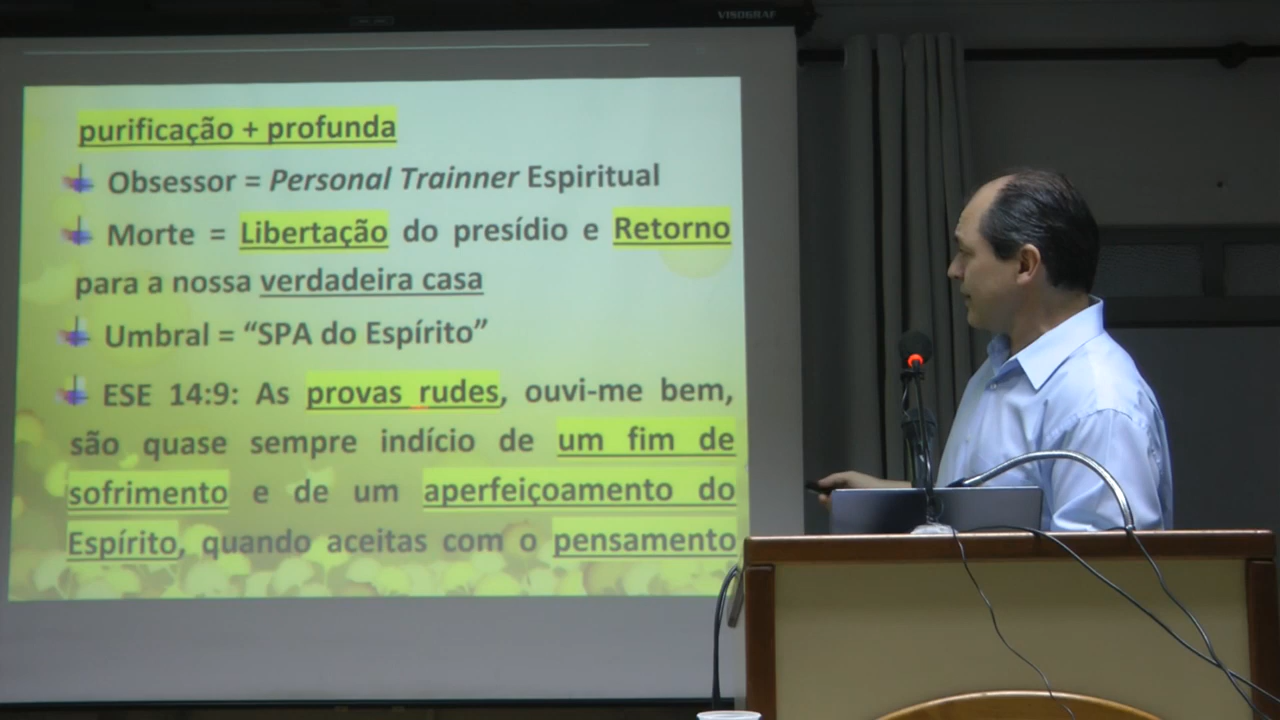 VISOGRAF
purificação + profunda
Obsessor = Personal Trainner Espiritual
Morte = Libertação do presídio e Retorno
para a nossa verdadeira casa
Umbral = “SPA do Espírito”
ESE 14:9: As provas rudes, ouvi-me bem,
são quase sempre indício de um fim de
sofrimento e de um aperfeiçoamento do
Espírito, quando aceitas com o pensamento